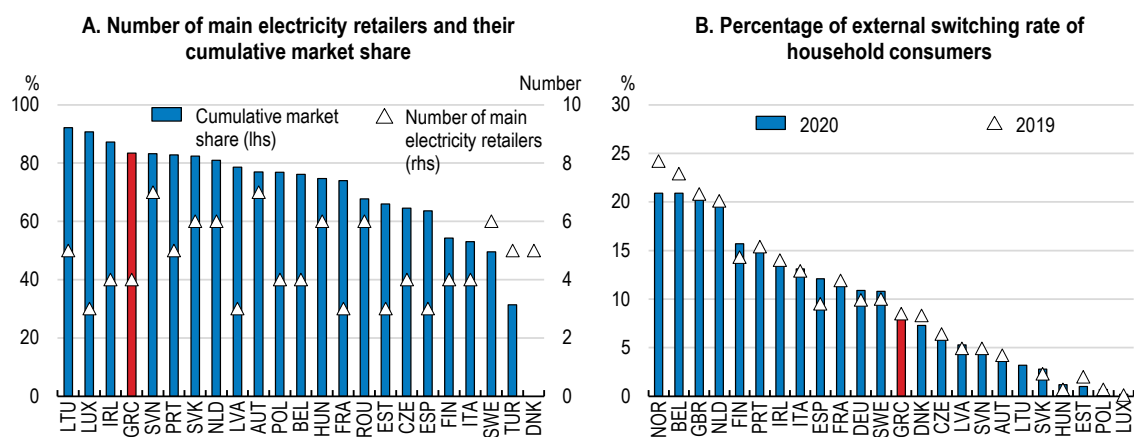 A. Number of main electricity retailers and their
cumulative market share
% Number
100 10
80 8
60 6
40 4
20 2
0 0
Cumulative market
share (lhs)
Number of main
electricity retailers
(rhs)
LTU LUX IRL GRC SVN PRT SVK NLD LVA AUT POL BEL HUN FRA ROU EST CZE ESP FIN ITA SWE TUR DNK
B. Percentage of external switching rate of
household consumers
%
30
25
20
15
10
5
0
2020 2019
NOR BEL GBR NLD FIN PRT IRL ITA ESP FRA DEU SWE GRC DNK CZE LVA SVN AUT LTU SVK HUN EST POL LUX